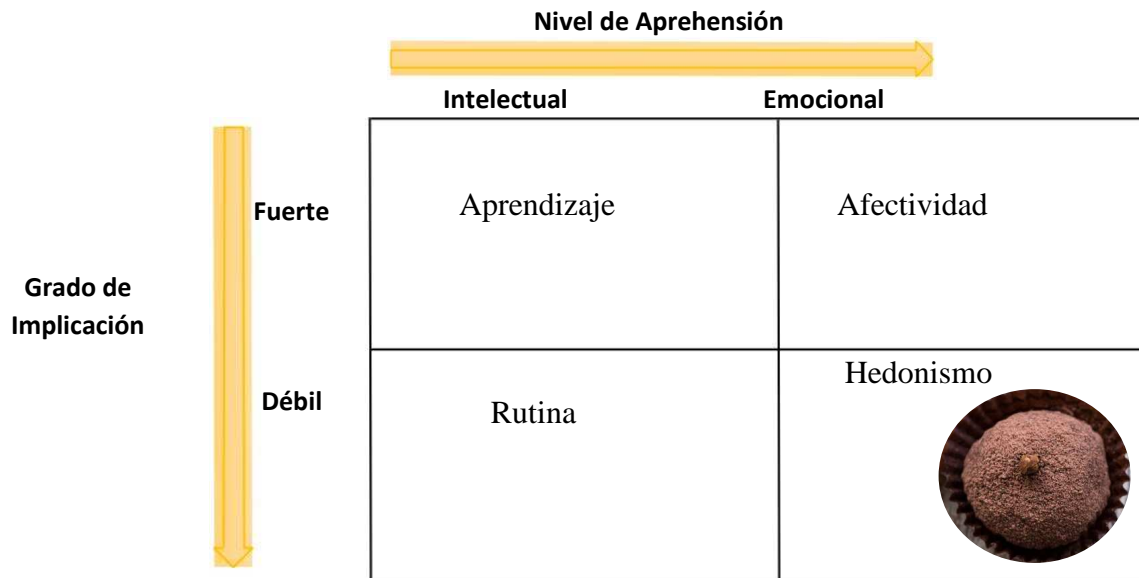 Nivel de Aprehensión
Intelectual Emocional
Fuerte Aprendizaje Afectividad
Grado de
Implicación
Hedonismo
Débil Rutina